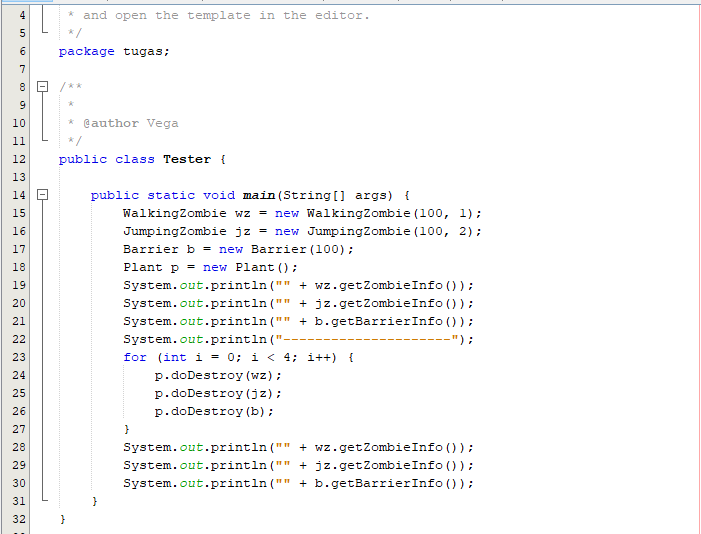 4 * and open the template in the editor.
5 */
6 package tugas;
7
8 /**
9 *
10 * @author Vega
11 */
12 public class Tester {
13
14 public static void main(String[] args) {
15 WalkingZombie wz = new WalkingZombie(100, 1);
16 JumpingZombie jz = new JumpingZombie(100, 2);
17 Barrier b = new Barrier(100);
18 Plant p = new Plant();
19 System.out.println("" + wz.getZombieInfo());
20 System.out.println("" + jz.getZombieInfo());
21 System.out.println("" + b.getBarrierInfo());
22 System.out.println("---------------------");
23 for (int i = 0; i < 4; i++) {
24 p.doDestroy(wz);
25 p.doDestroy(jz);
26 p.doDestroy(b);
27 }
28 System.out.println("" + wz.getZombieInfo());
29 System.out.println("" + jz.getZombieInfo());
30 System.out.println("" + b.getBarrierInfo());
31 }
32 }